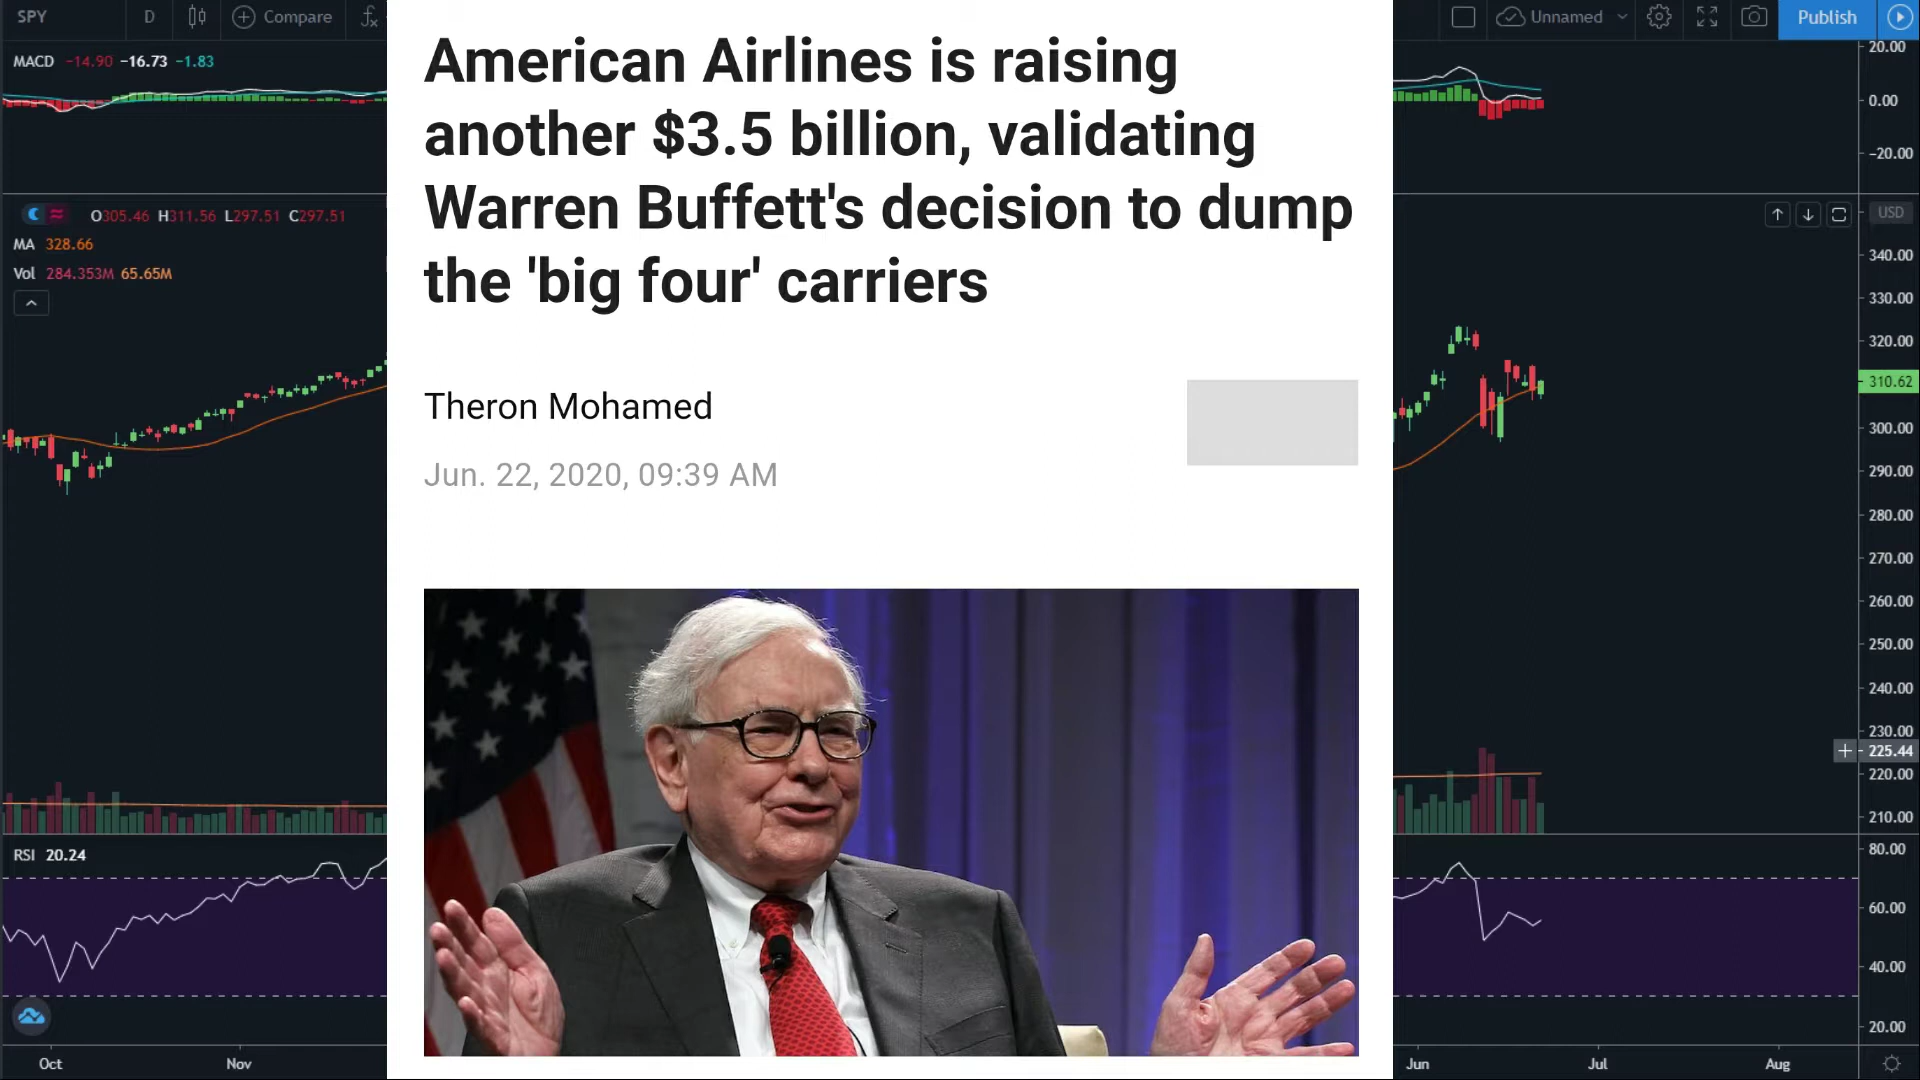 SPY D Compare
Unnamed Publish
MACD -14.90 -16.73 -1.83
O305.46 H311.56 L297.51 C297.51
MA 328.66
Vol 284.353M 65.65M
RSI 20.24
Oct Nov
American Airlines is raising
another $3.5 billion, validating
Warren Buffett's decision to dump
the 'big four' carriers
Theron Mohamed
Jun. 22, 2020, 09:39 AM
20.00
0.00
-20.00
USD
340.00
330.00
320.00
310.62
300.00
290.00
280.00
270.00
260.00
250.00
240.00
230.00
225.44
220.00
210.00
80.00
60.00
40.00
20.00
Jun Jul Aug